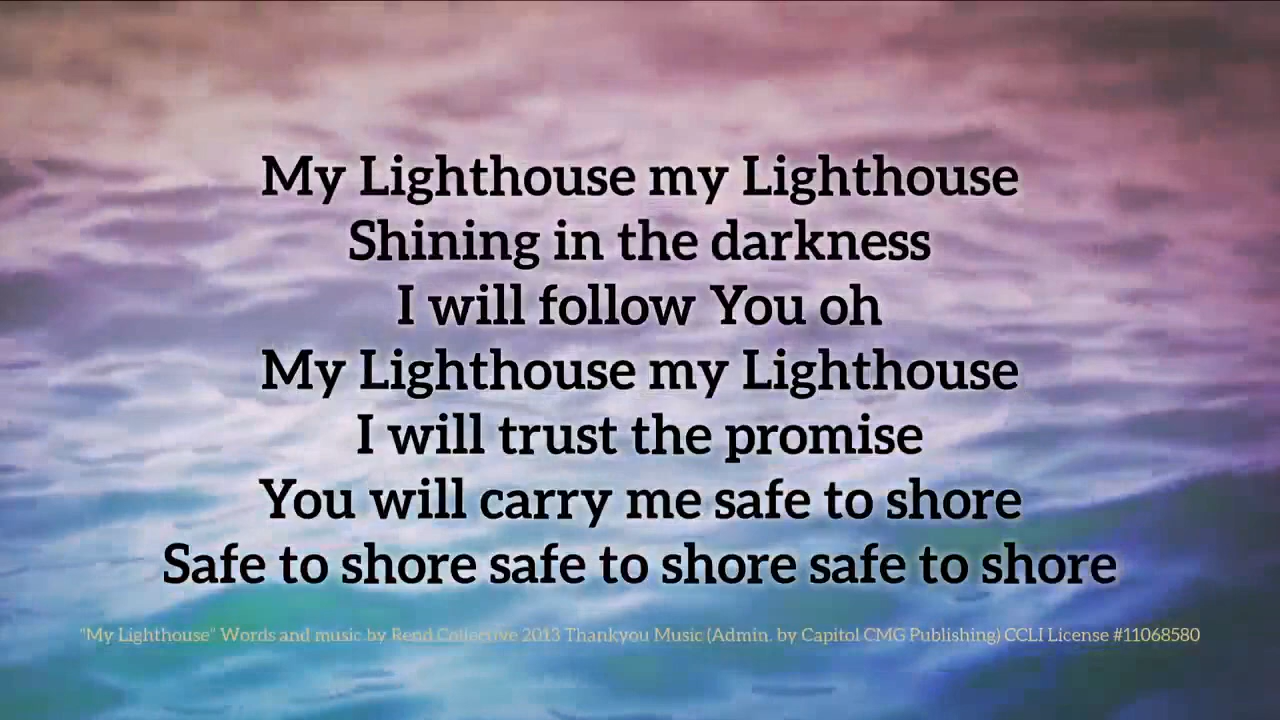 My Lighthouse my Lighthouse
Shining in the darkness
I will follow You oh
My Lighthouse my Lighthouse
I will trust the promise
You will carry me safe to shore
Safe to shore safe to shore safe to shore
"My Lighthouse" Words and music by Rend Collective 2013 Thankyou Music (Admin. by Capitol CMG Publishing) CCLI License #11068580